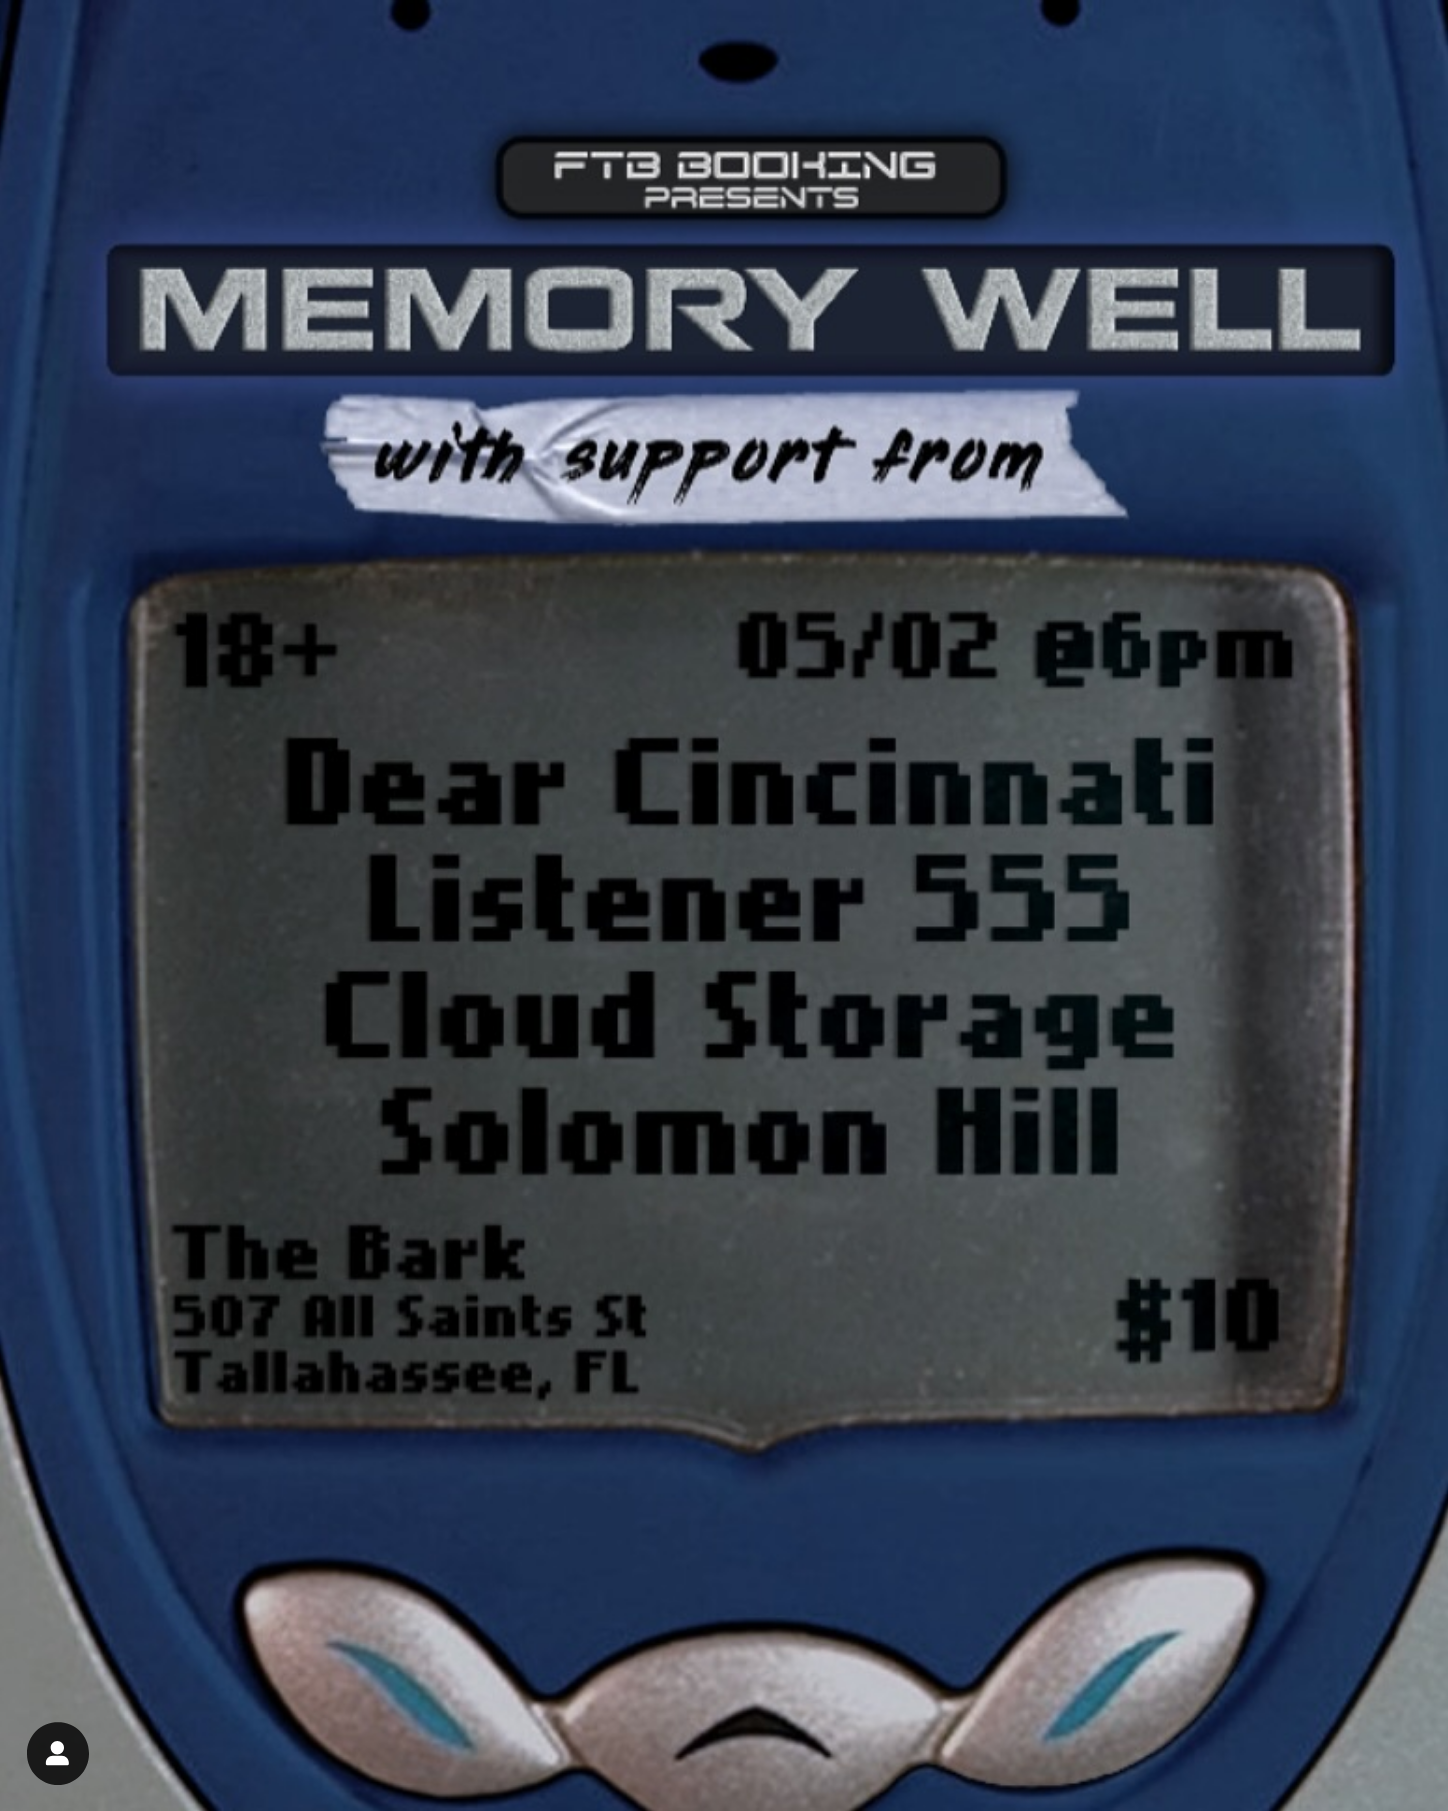 FTB BOOKING
PRESENTS
MEMORY WELL
with support from
18+ 05/02 @6pm
Dear Cincinnati
Listener 555
Cloud Storage
Solomon Hill
The Bark
507 All Saints St
Tallahassee, FL
$10